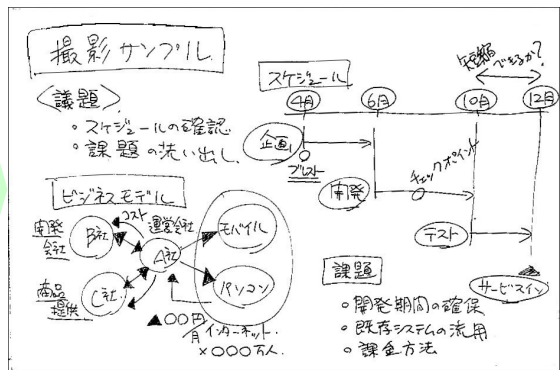 撮影サンプル
<議題>
・スケジュールの確認
・課題の洗い出し
ビジネスモデル
開発会社
B社
コスト
運営会社
A社
モバイル
パソコン
C社
商品提供
▲00円/月
インターネット
×000万人
スケジュール
短縮できるか?
4月
6月
10月
12月
企画
ブレスト
開発
チェックポイント
テスト
サービスイン
課題
○開発期間の確保
○既存システムの流用
○課金方法